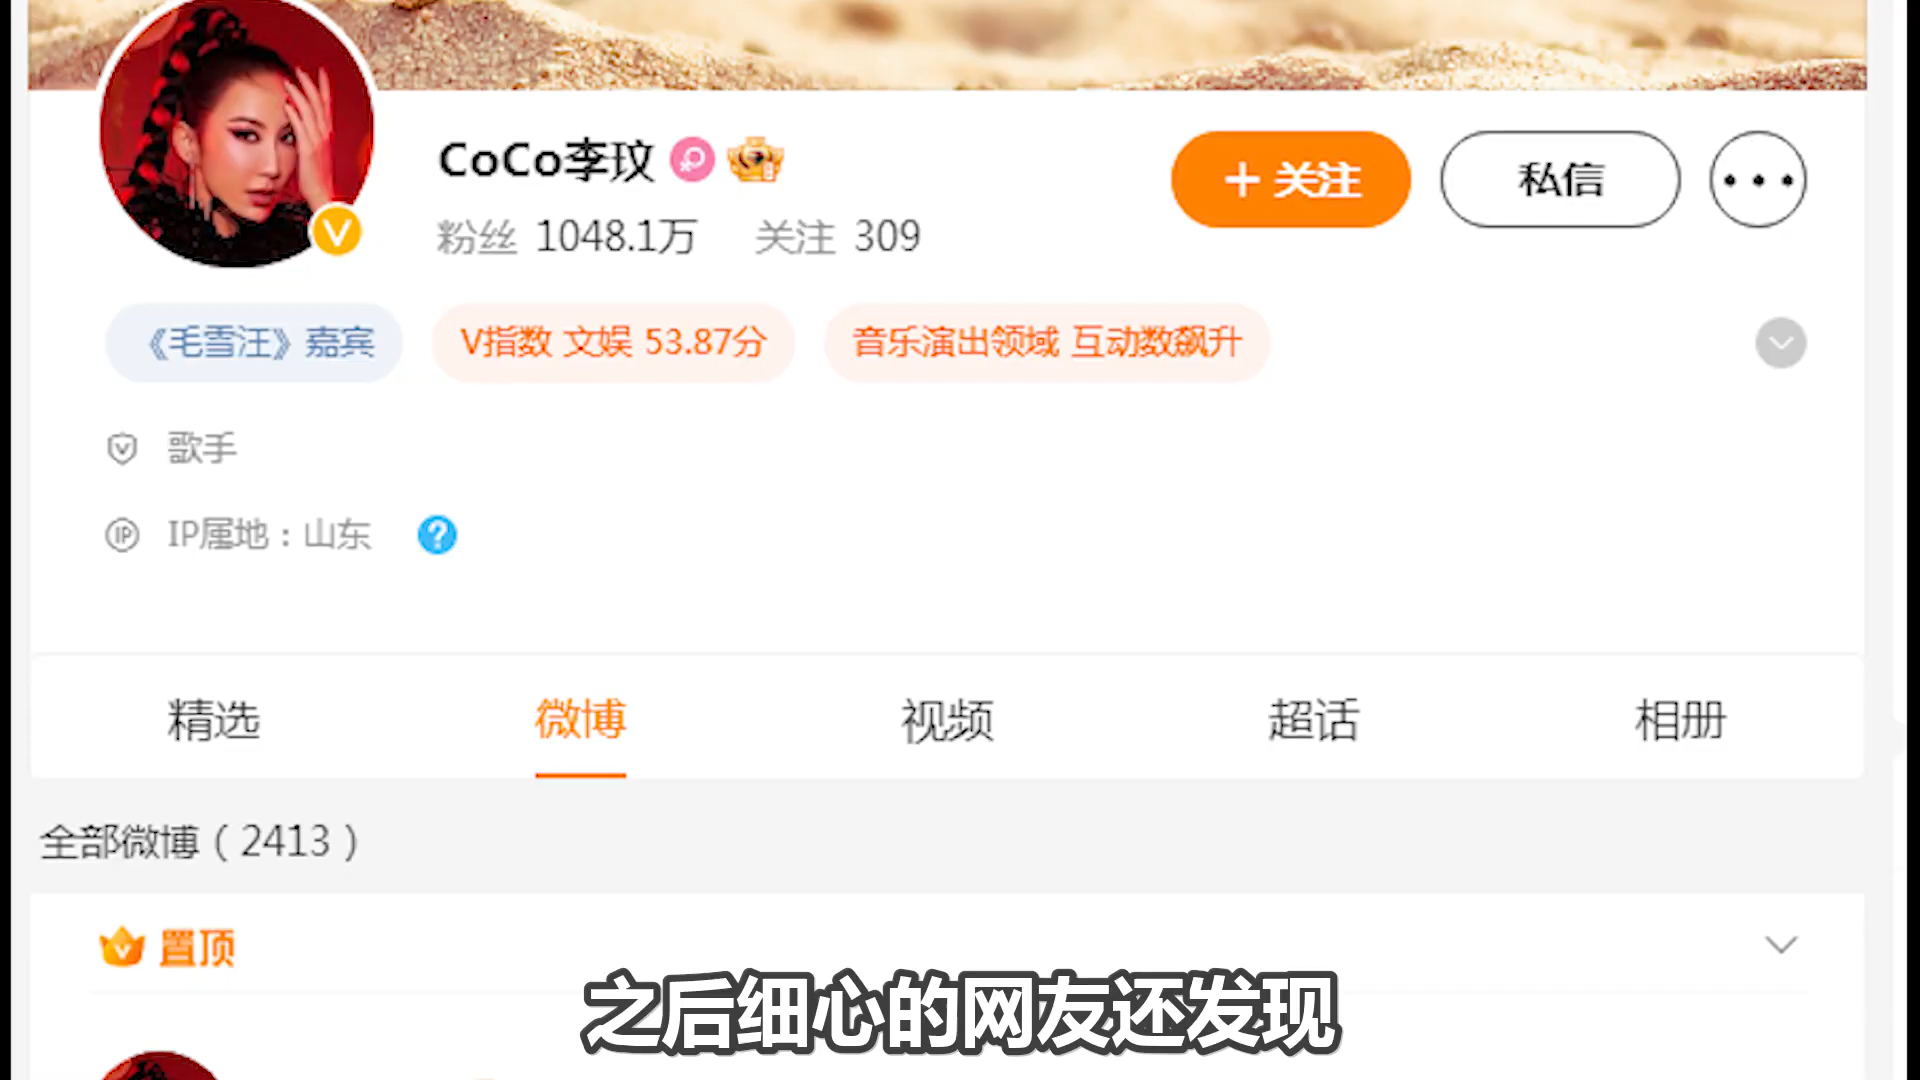 CoCo李玟
粉丝 1048.1万 关注 309
+ 关注
私信
《毛雪汪》嘉宾
V指数 文娱 53.87分
音乐演出领域 互动数飙升
歌手
IP属地：山东
精选 微博 视频 超话 相册
全部微博（2413）
置顶
之后细心的网友还发现